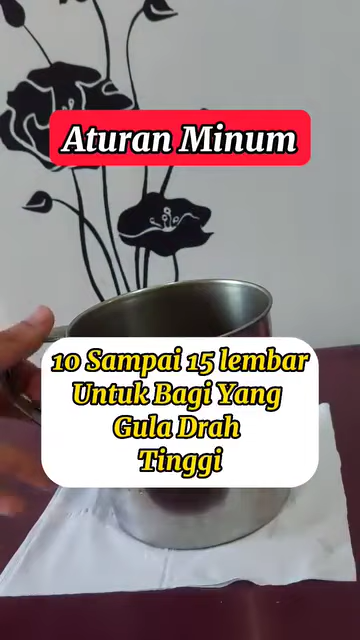 Aturan Minum
10 Sampai 15 lembar
Untuk Bagi Yang
Gula Drah
Tinggi